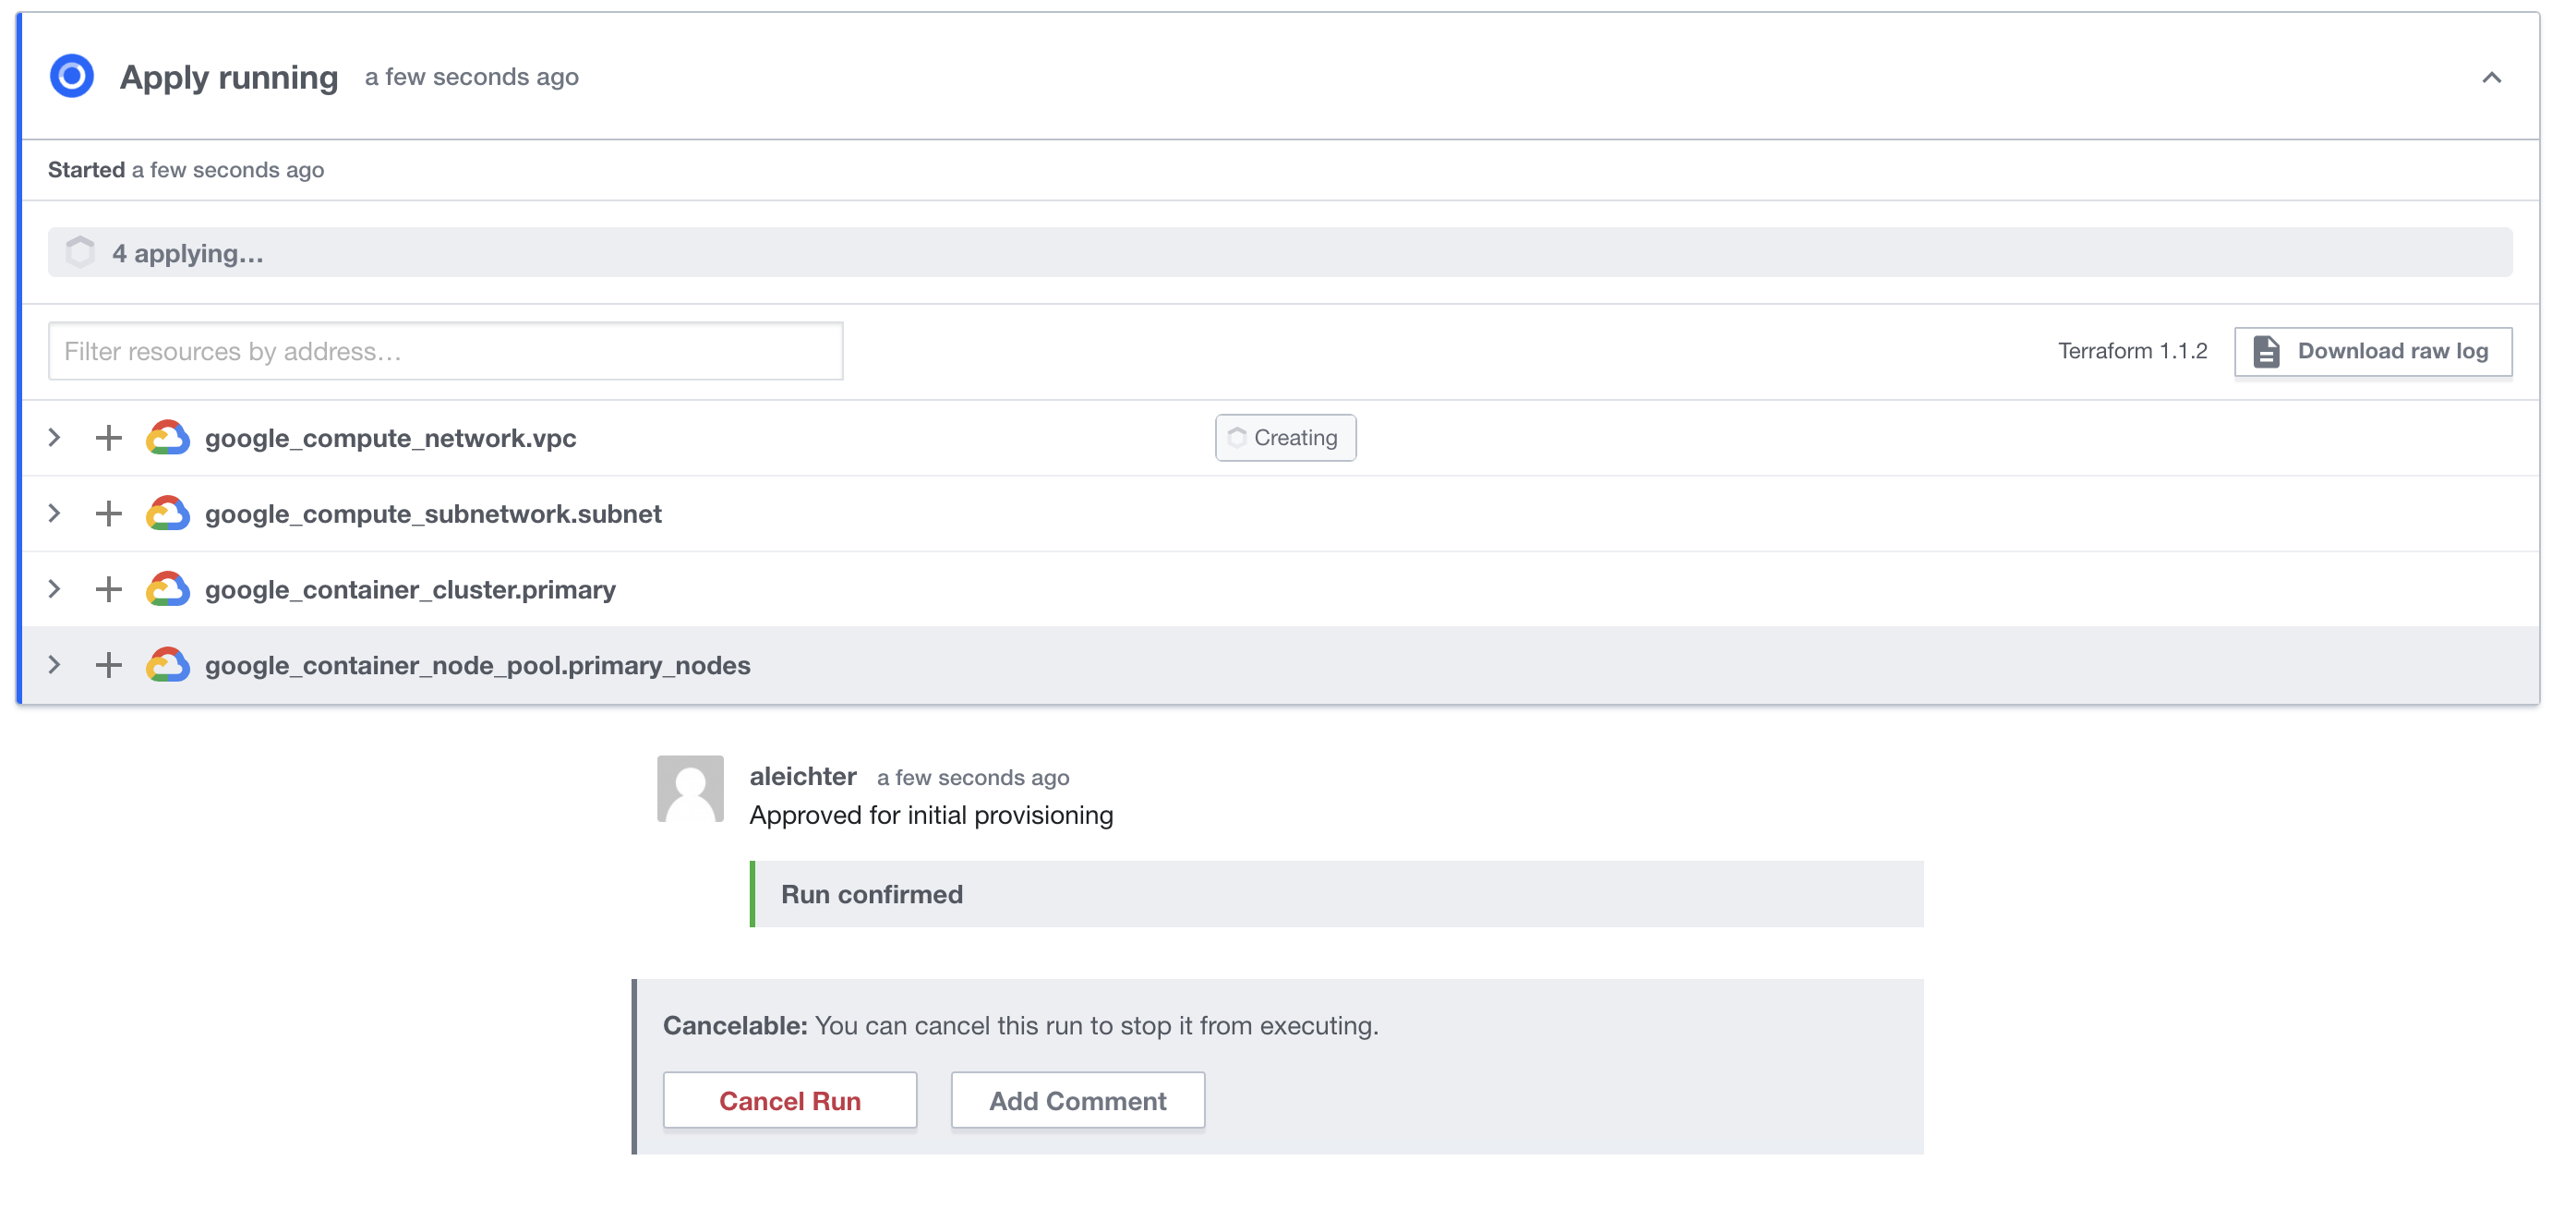 Apply running a few seconds ago
Started a few seconds ago
4 applying...
Filter resources by address...
Terraform 1.1.2 Download raw log
google_compute_network.vpc Creating
google_compute_subnetwork.subnet
google_container_cluster.primary
google_container_node_pool.primary_nodes
aleichter a few seconds ago
Approved for initial provisioning
Run confirmed
Cancelable: You can cancel this run to stop it from executing.
Cancel Run Add Comment